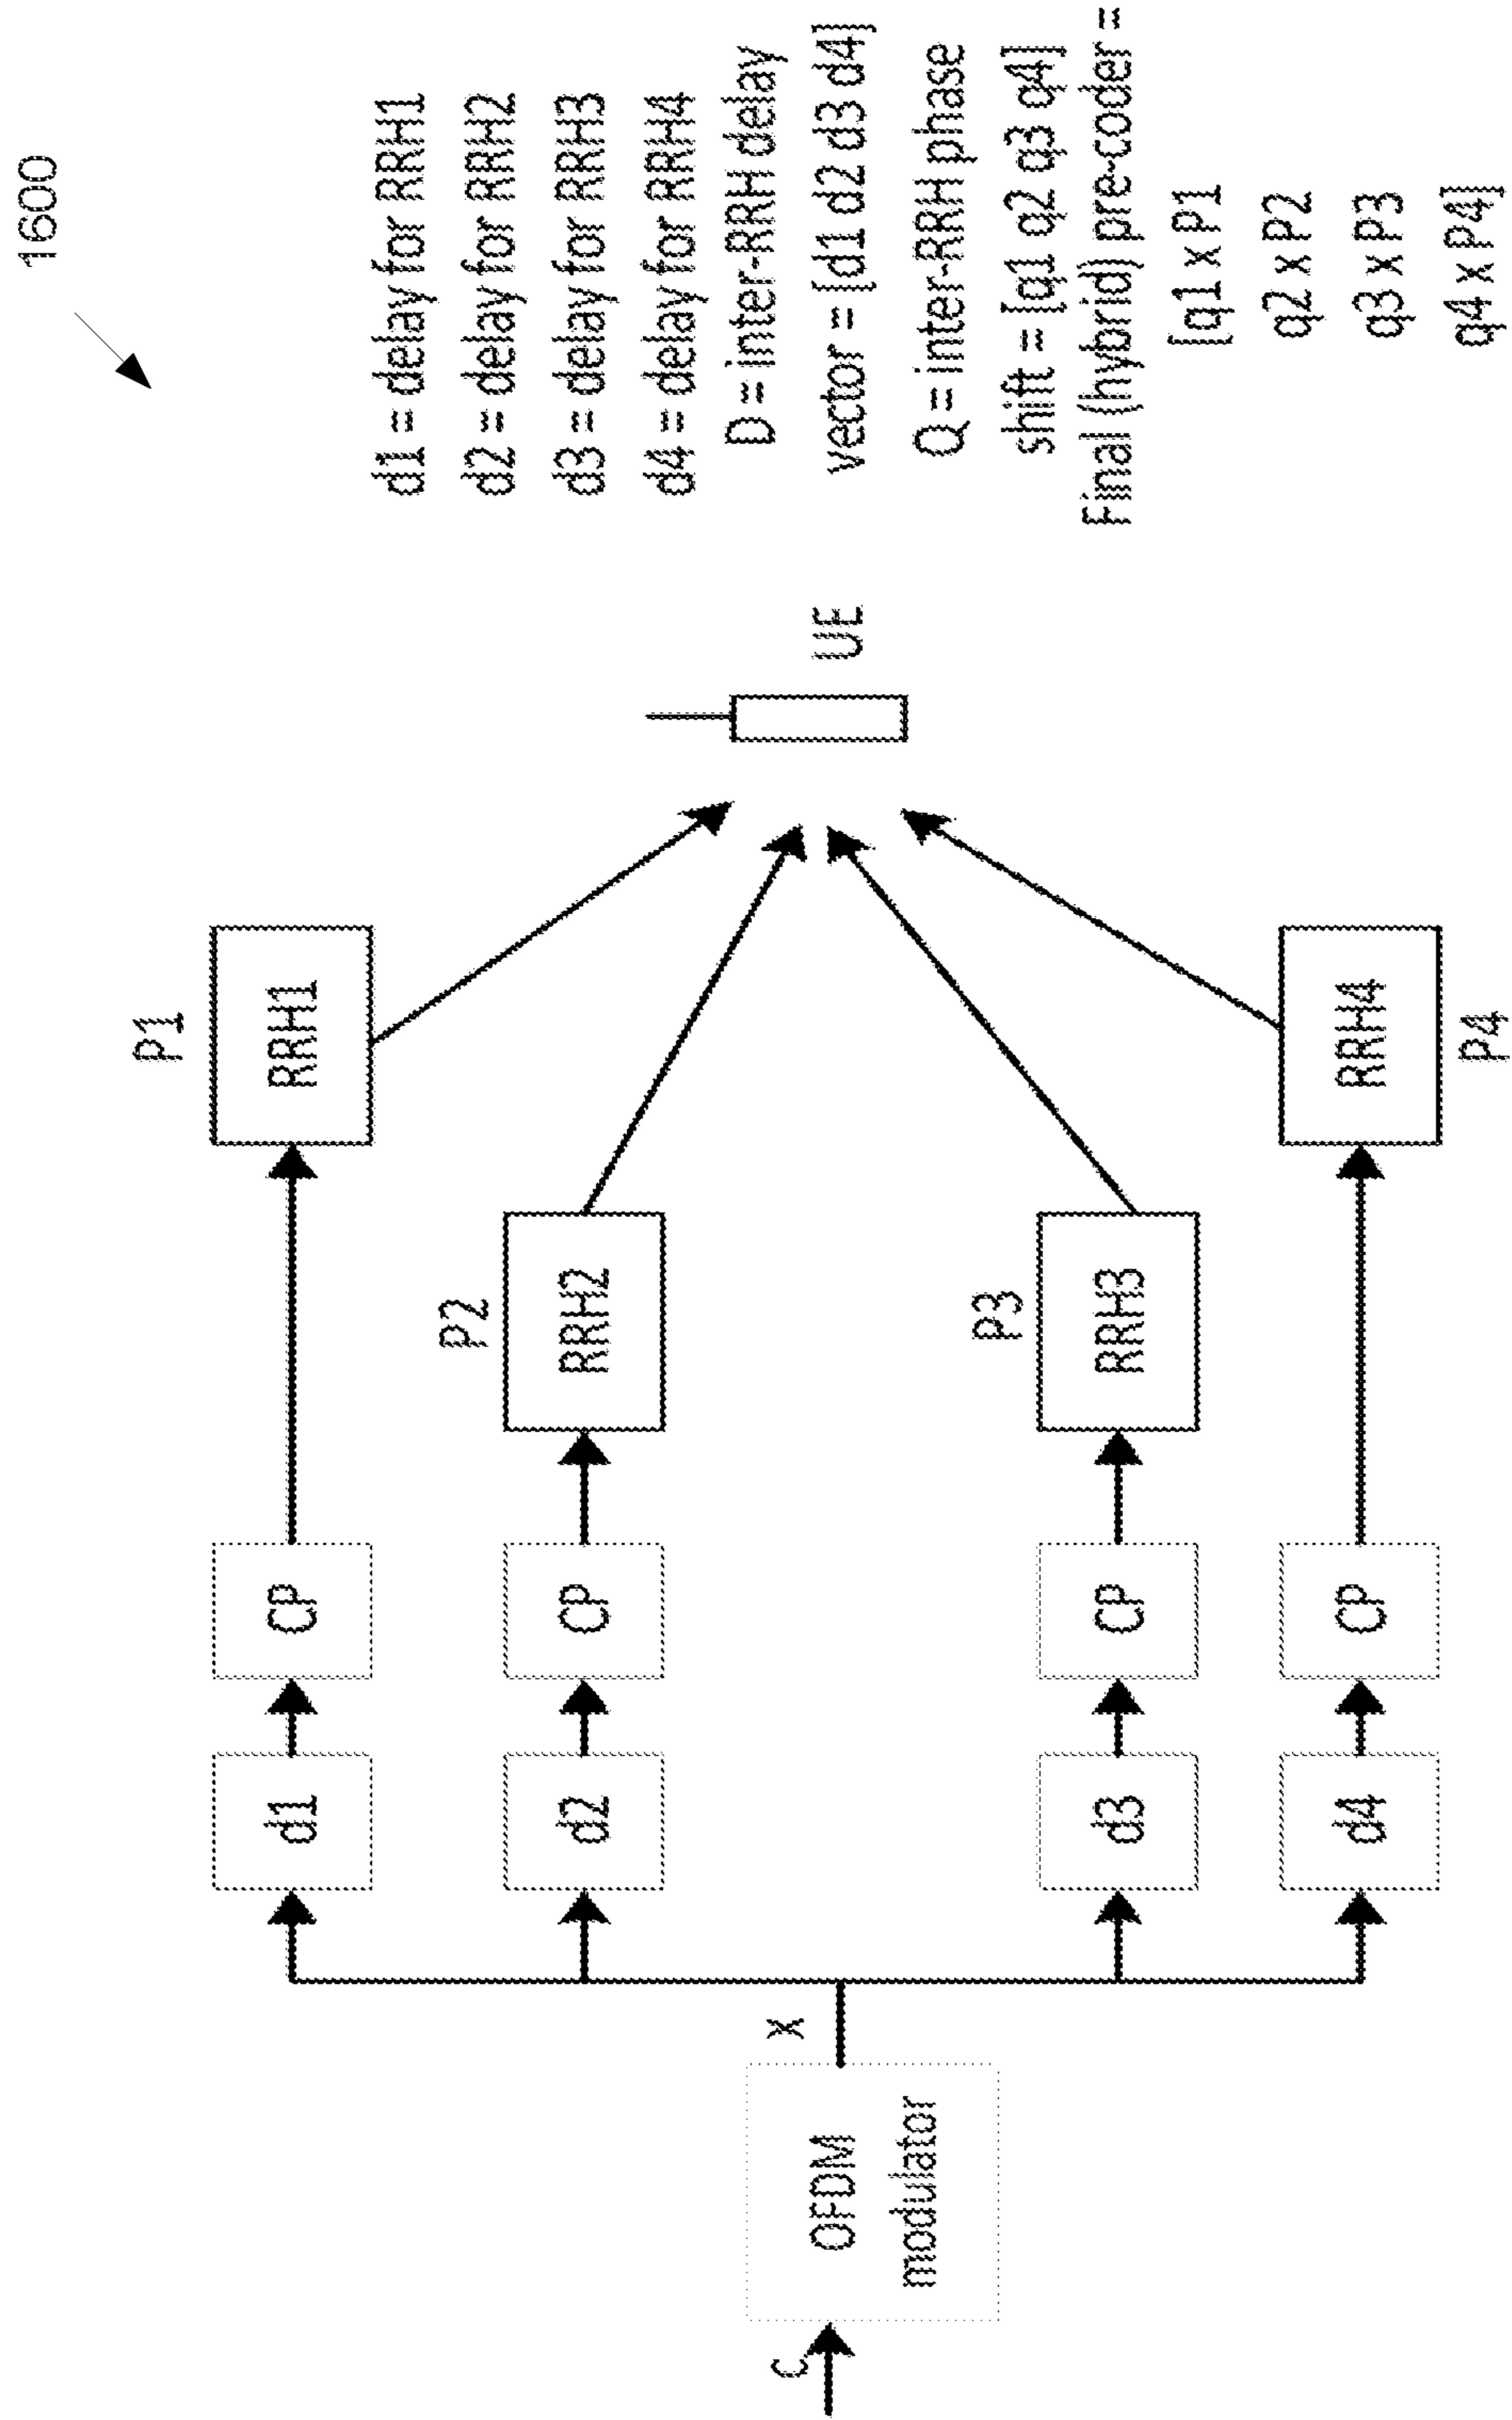 1600
C
OFDM
modulator
X
d1
CP
RRH1
P1
d2
CP
RRH2
P2
d3
CP
RRH3
P3
d4
CP
RRH4
P4
UE
d1 = delay for RRH1
d2 = delay for RRH2
d3 = delay for RRH3
d4 = delay for RRH4
D = inter-RRH delay
vector = [d1 d2 d3 d4]
Q = inter-RRH phase
shift = [q1 q2 q3 q4]
Final (hybrid) pre-coder =
[q1 x P1
q2 x P2
q3 x P3
q4 x P4]